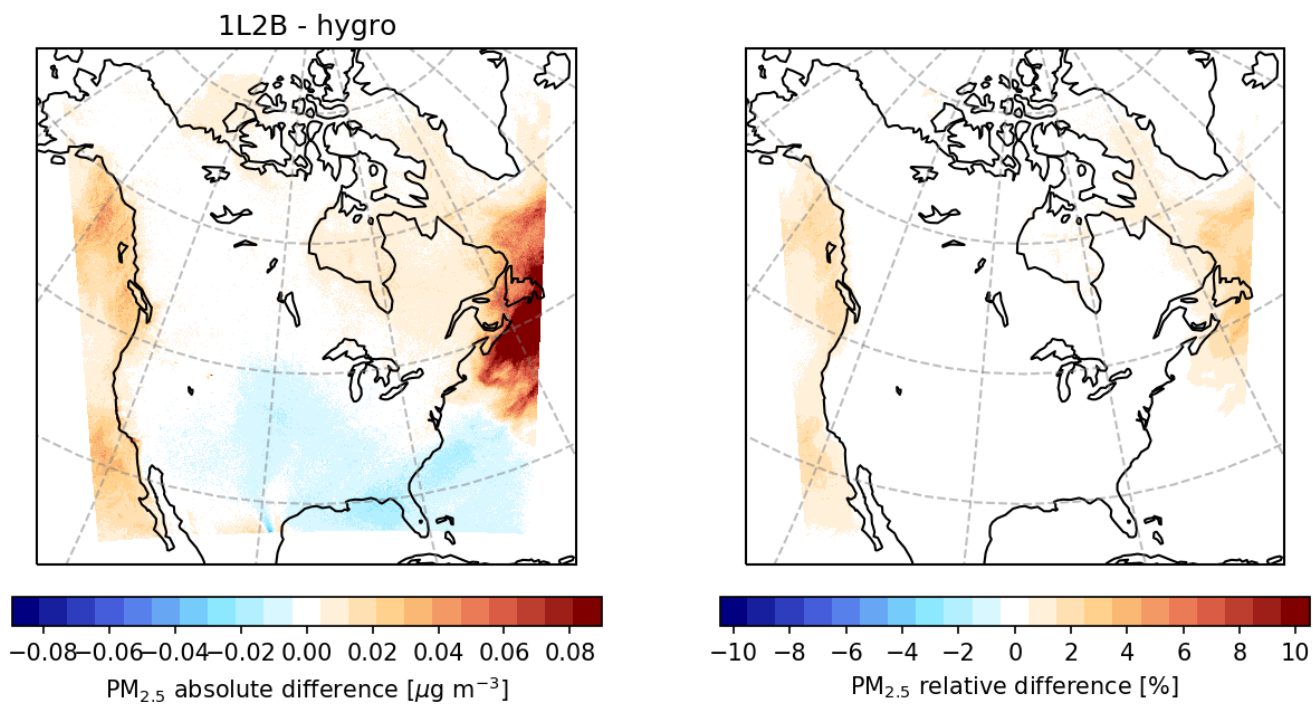 1L2B - hygro
−0.08 −0.06 −0.04 −0.02 0.00 0.02 0.04 0.06 0.08
PM₂.₅ absolute difference [μg m⁻³]
−10 −8 −6 −4 −2 0 2 4 6 8 10
PM₂.₅ relative difference [%]